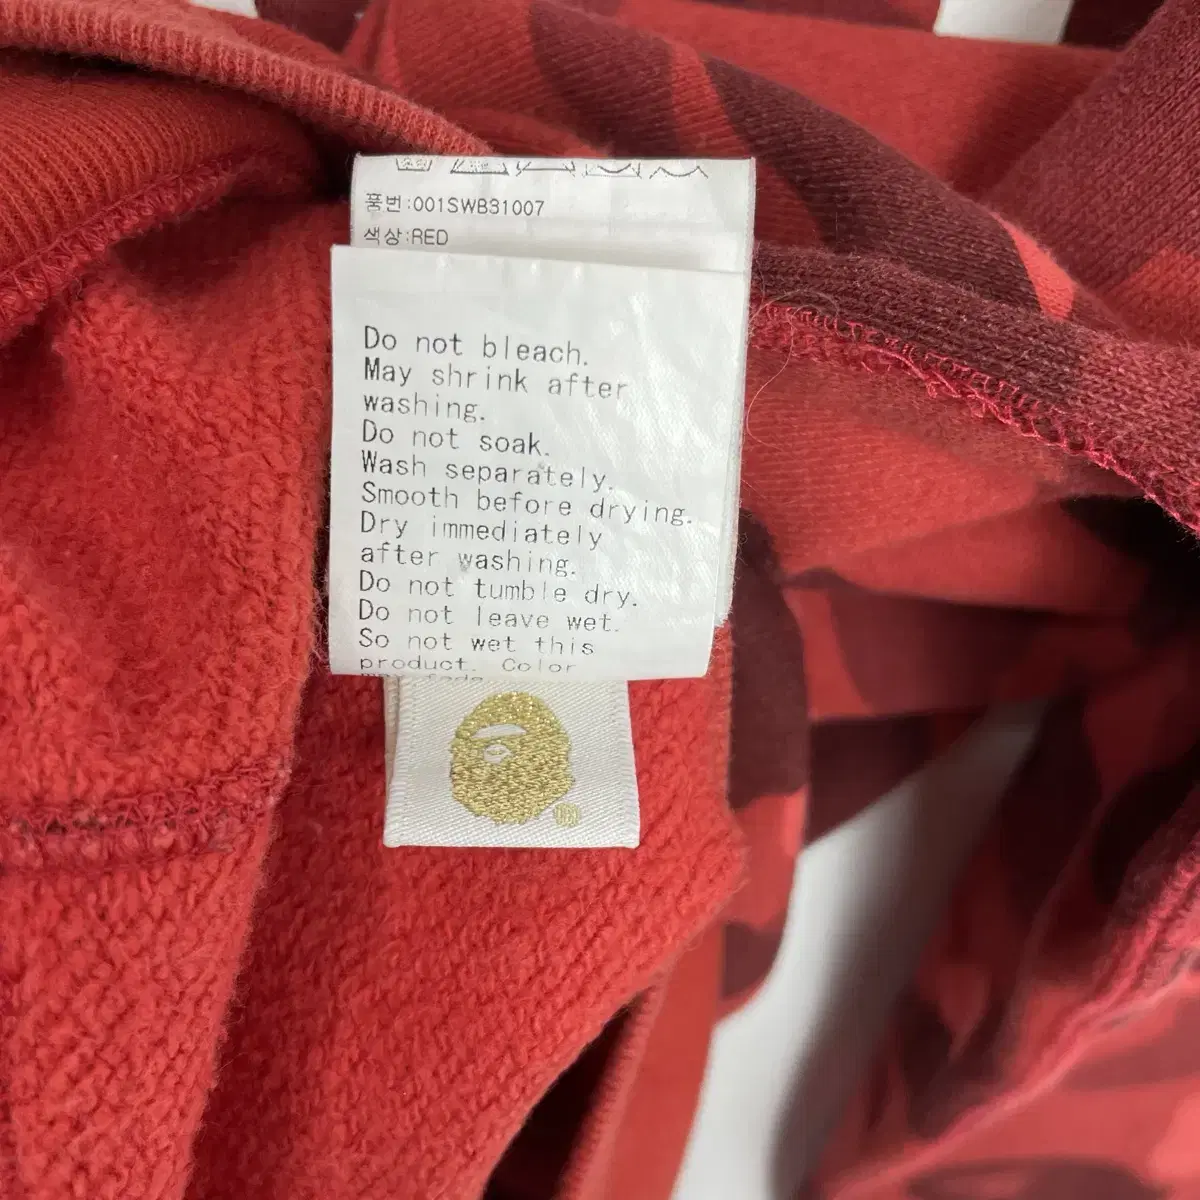 품번:001SWB31007
색상:RED
Do not bleach.
May shrink after
washing.
Do not soak.
Wash separately.
Smooth before drying.
Dry immediately
after washing.
Do not tumble dry.
Do not leave wet.
So not wet this
product. Color